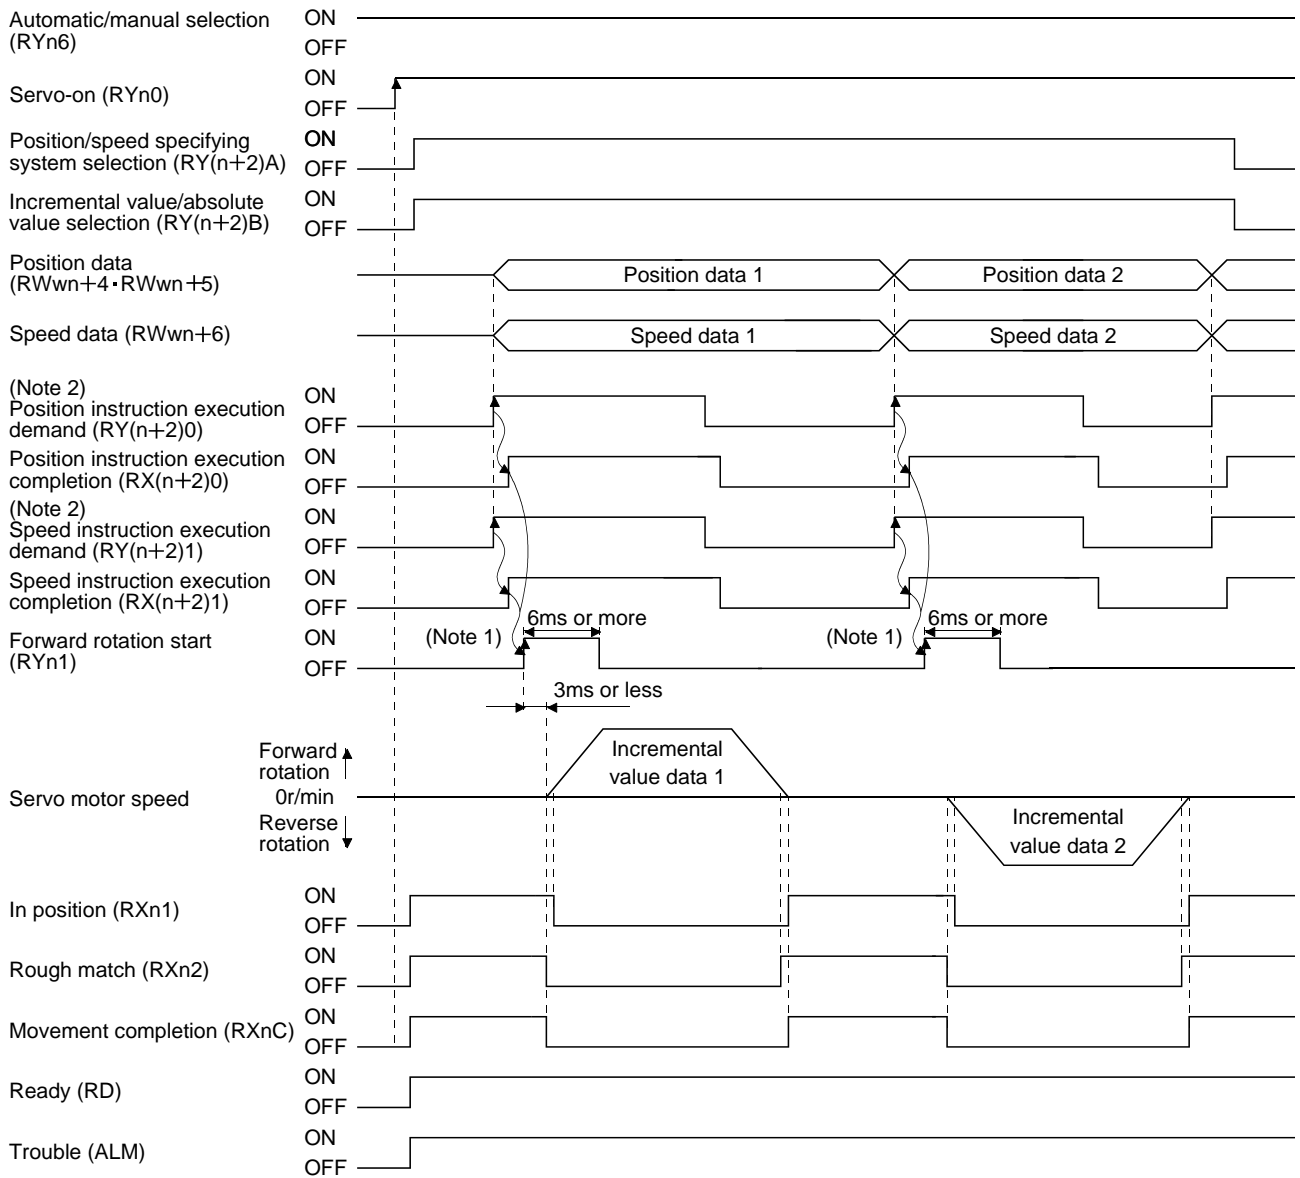 Automatic/manual selection
(RYn6)
ON
OFF
Servo-on (RYn0)
ON
OFF
Position/speed specifying
system selection (RY(n+2)A)
ON
OFF
Incremental value/absolute
value selection (RY(n+2)B)
ON
OFF
Position data
(RWwn+4·RWwn+5)
Position data 1
Position data 2
Speed data (RWwn+6)
Speed data 1
Speed data 2
(Note 2)
Position instruction execution
demand (RY(n+2)0)
ON
OFF
Position instruction execution
completion (RX(n+2)0)
ON
OFF
(Note 2)
Speed instruction execution
demand (RY(n+2)1)
ON
OFF
Speed instruction execution
completion (RX(n+2)1)
ON
OFF
Forward rotation start
(RYn1)
ON
OFF
(Note 1)
6ms or more
(Note 1)
6ms or more
3ms or less
Servo motor speed
Forward
rotation
0r/min
Reverse
rotation
Incremental
value data 1
Incremental
value data 2
In position (RXn1)
ON
OFF
Rough match (RXn2)
ON
OFF
Movement completion (RXnC)
ON
OFF
Ready (RD)
ON
OFF
Trouble (ALM)
ON
OFF